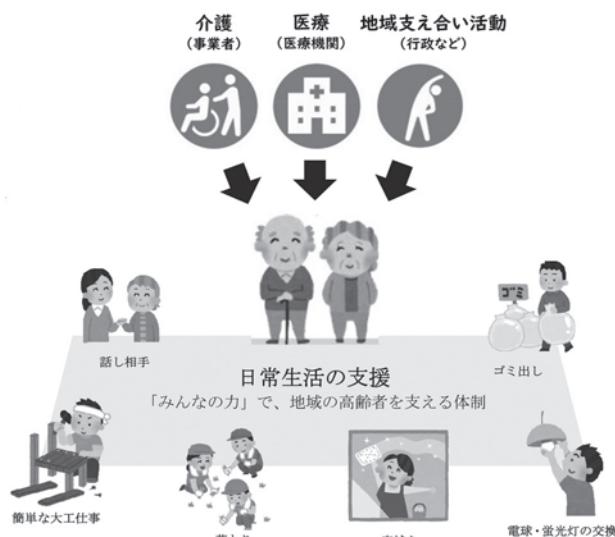 介護
（事業者）
医療
（医療機関）
地域支え合い活動
（行政など）
ゴミ
話し相手
ゴミ出し
日常生活の支援
「みんなの力」で、地域の高齢者を支える体制
簡単な大工仕事
電球・蛍光灯の交換